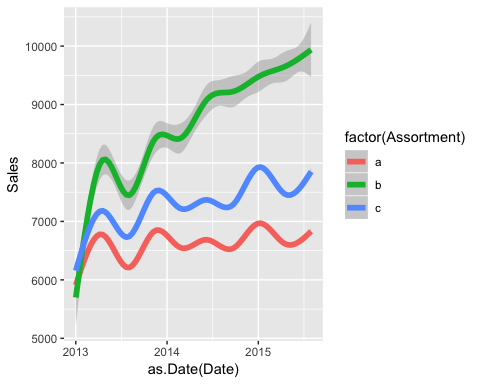 10000
9000
8000
7000
6000
5000
Sales
2013 2014 2015
as.Date(Date)
factor(Assortment)
a
b
c